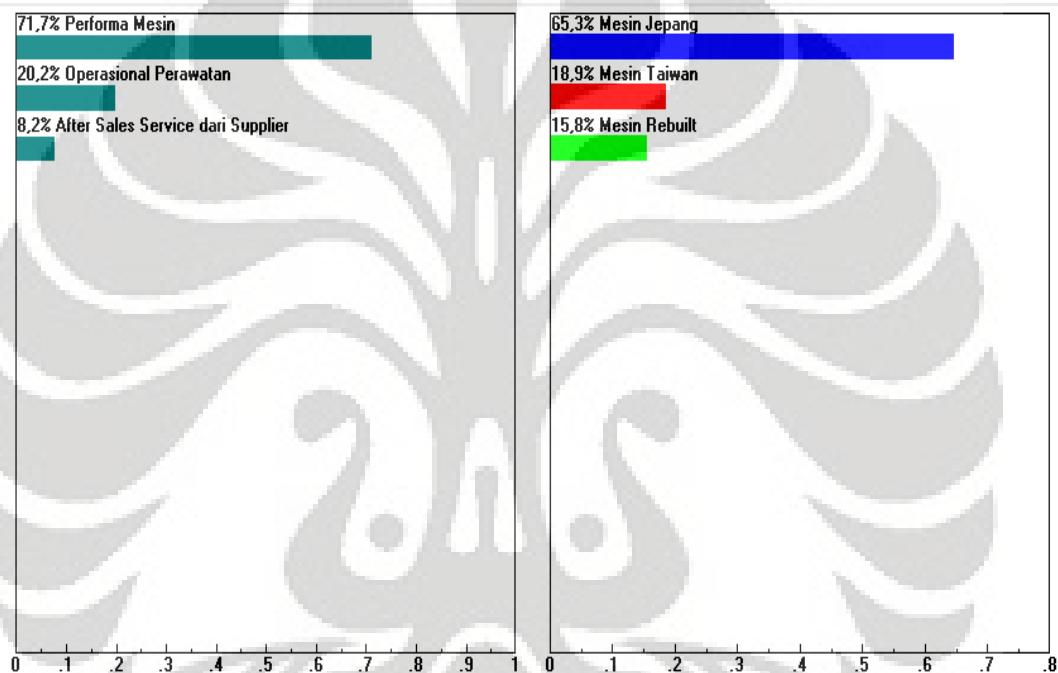 71,7% Performa Mesin
20,2% Operasional Perawatan
8,2% After Sales Service dari Supplier
0 .1 .2 .3 .4 .5 .6 .7 .8 .9 1
65,3% Mesin Jepang
18,9% Mesin Taiwan
15,8% Mesin Rebuilt
0 .1 .2 .3 .4 .5 .6 .7 .8